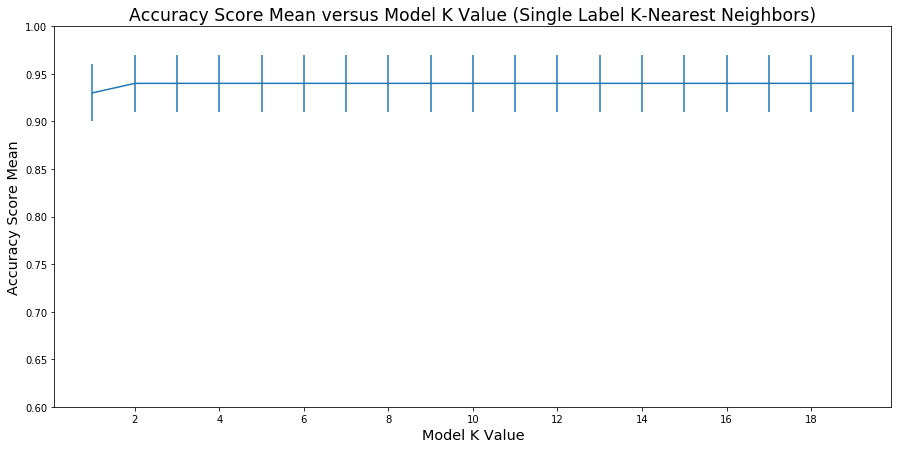 Accuracy Score Mean versus Model K Value (Single Label K-Nearest Neighbors)
1.00
0.95
0.90
0.85
0.80
0.75
0.70
0.65
0.60
Accuracy Score Mean
2 4 6 8 10 12 14 16 18
Model K Value